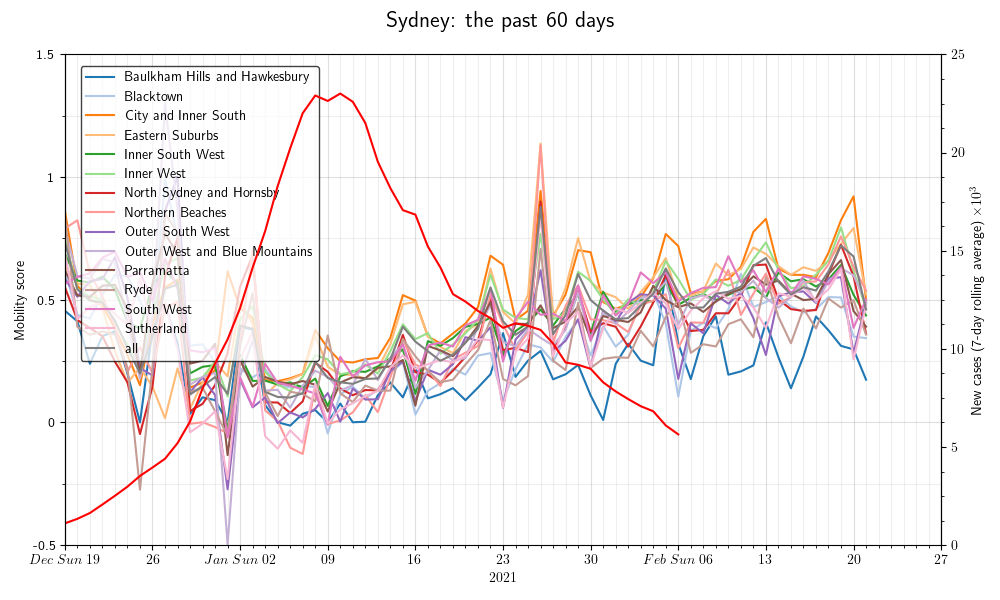 Sydney: the past 60 days
1.5
1
0.5
0
-0.5
Mobility score
Baulkham Hills and Hawkesbury
Blacktown
City and Inner South
Eastern Suburbs
Inner South West
Inner West
North Sydney and Hornsby
Northern Beaches
Outer South West
Outer West and Blue Mountains
Parramatta
Ryde
South West
Sutherland
all
25
20
15
10
5
0
New cases (7-day rolling average) ×10³
Dec Sun 19 26 Jan Sun 02 09 16 23 30 Feb Sun 06 13 20 27
2021